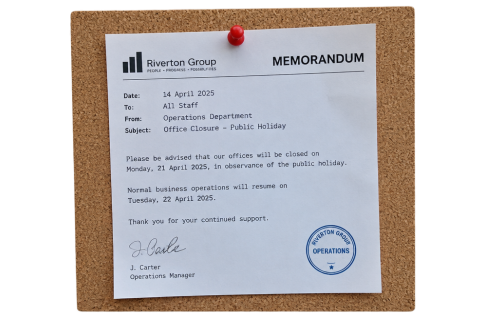 Riverton Group
PEOPLE • PROGRESS • POSSIBILITIES
MEMORANDUM
Date: 14 April 2025
To: All Staff
From: Operations Department
Subject: Office Closure – Public Holiday
Please be advised that our offices will be closed on
Monday, 21 April 2025, in observance of the public holiday.
Normal business operations will resume on
Tuesday, 22 April 2025.
Thank you for your continued support.
J. Carter
J. Carter
Operations Manager
RIVERTON GROUP
OPERATIONS